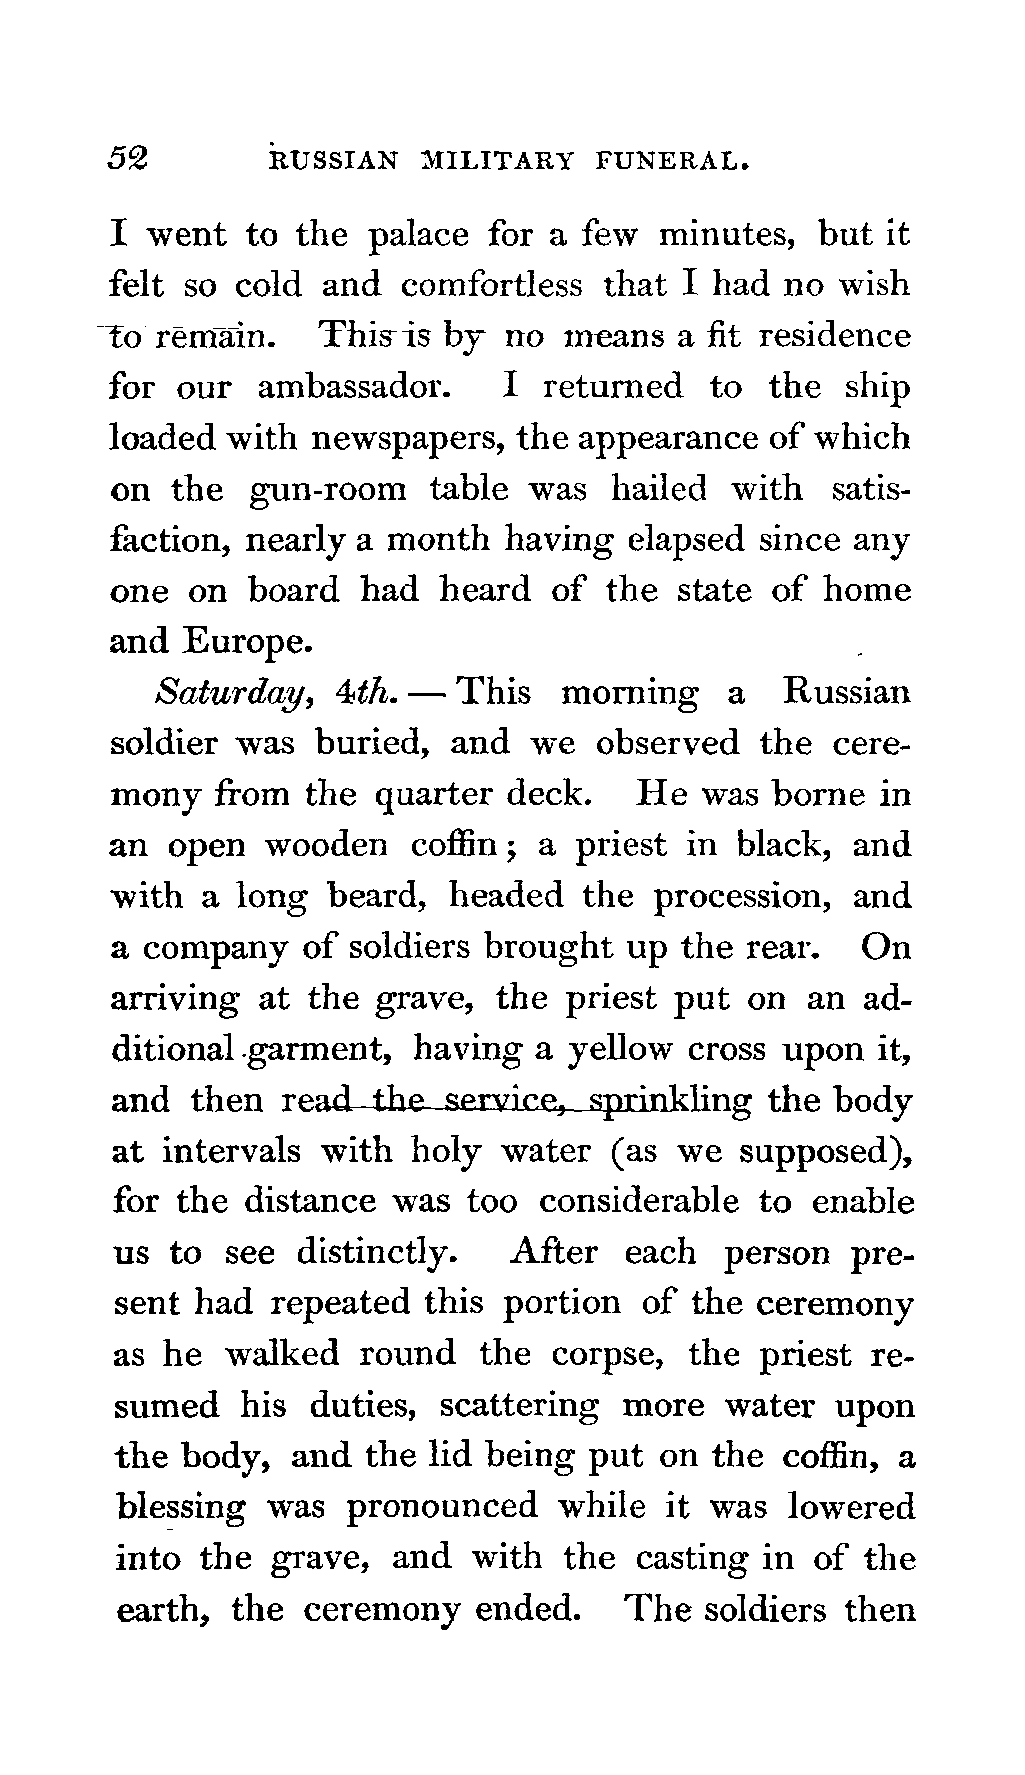 52 RUSSIAN MILITARY FUNERAL.
I went to the palace for a few minutes, but it
felt so cold and comfortless that I had no wish
to remain. This is by no means a fit residence
for our ambassador. I returned to the ship
loaded with newspapers, the appearance of which
on the gun-room table was hailed with satis-
faction, nearly a month having elapsed since any
one on board had heard of the state of home
and Europe.
Saturday, 4th. — This morning a Russian
soldier was buried, and we observed the cere-
mony from the quarter deck. He was borne in
an open wooden coffin; a priest in black, and
with a long beard, headed the procession, and
a company of soldiers brought up the rear. On
arriving at the grave, the priest put on an ad-
ditional garment, having a yellow cross upon it,
and then read the service, sprinkling the body
at intervals with holy water (as we supposed),
for the distance was too considerable to enable
us to see distinctly. After each person pre-
sent had repeated this portion of the ceremony
as he walked round the corpse, the priest re-
sumed his duties, scattering more water upon
the body, and the lid being put on the coffin, a
blessing was pronounced while it was lowered
into the grave, and with the casting in of the
earth, the ceremony ended. The soldiers then